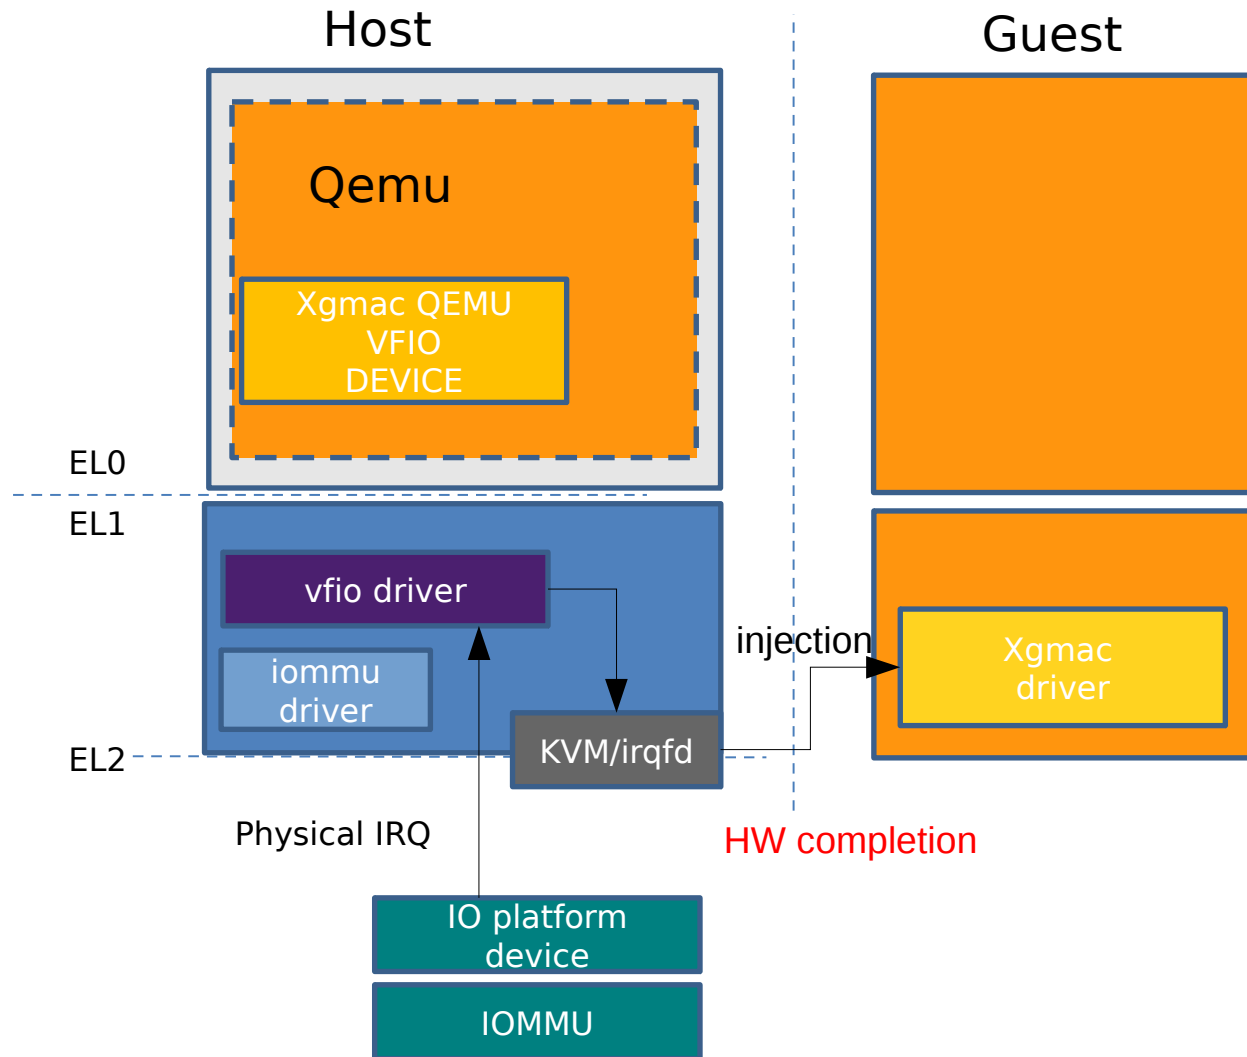 Host
Guest
Qemu
Xgmac QEMU
VFIO
DEVICE
EL0
EL1
vfio driver
iommu
driver
injection
Xgmac
driver
EL2
KVM/irqfd
Physical IRQ
HW completion
IO platform
device
IOMMU